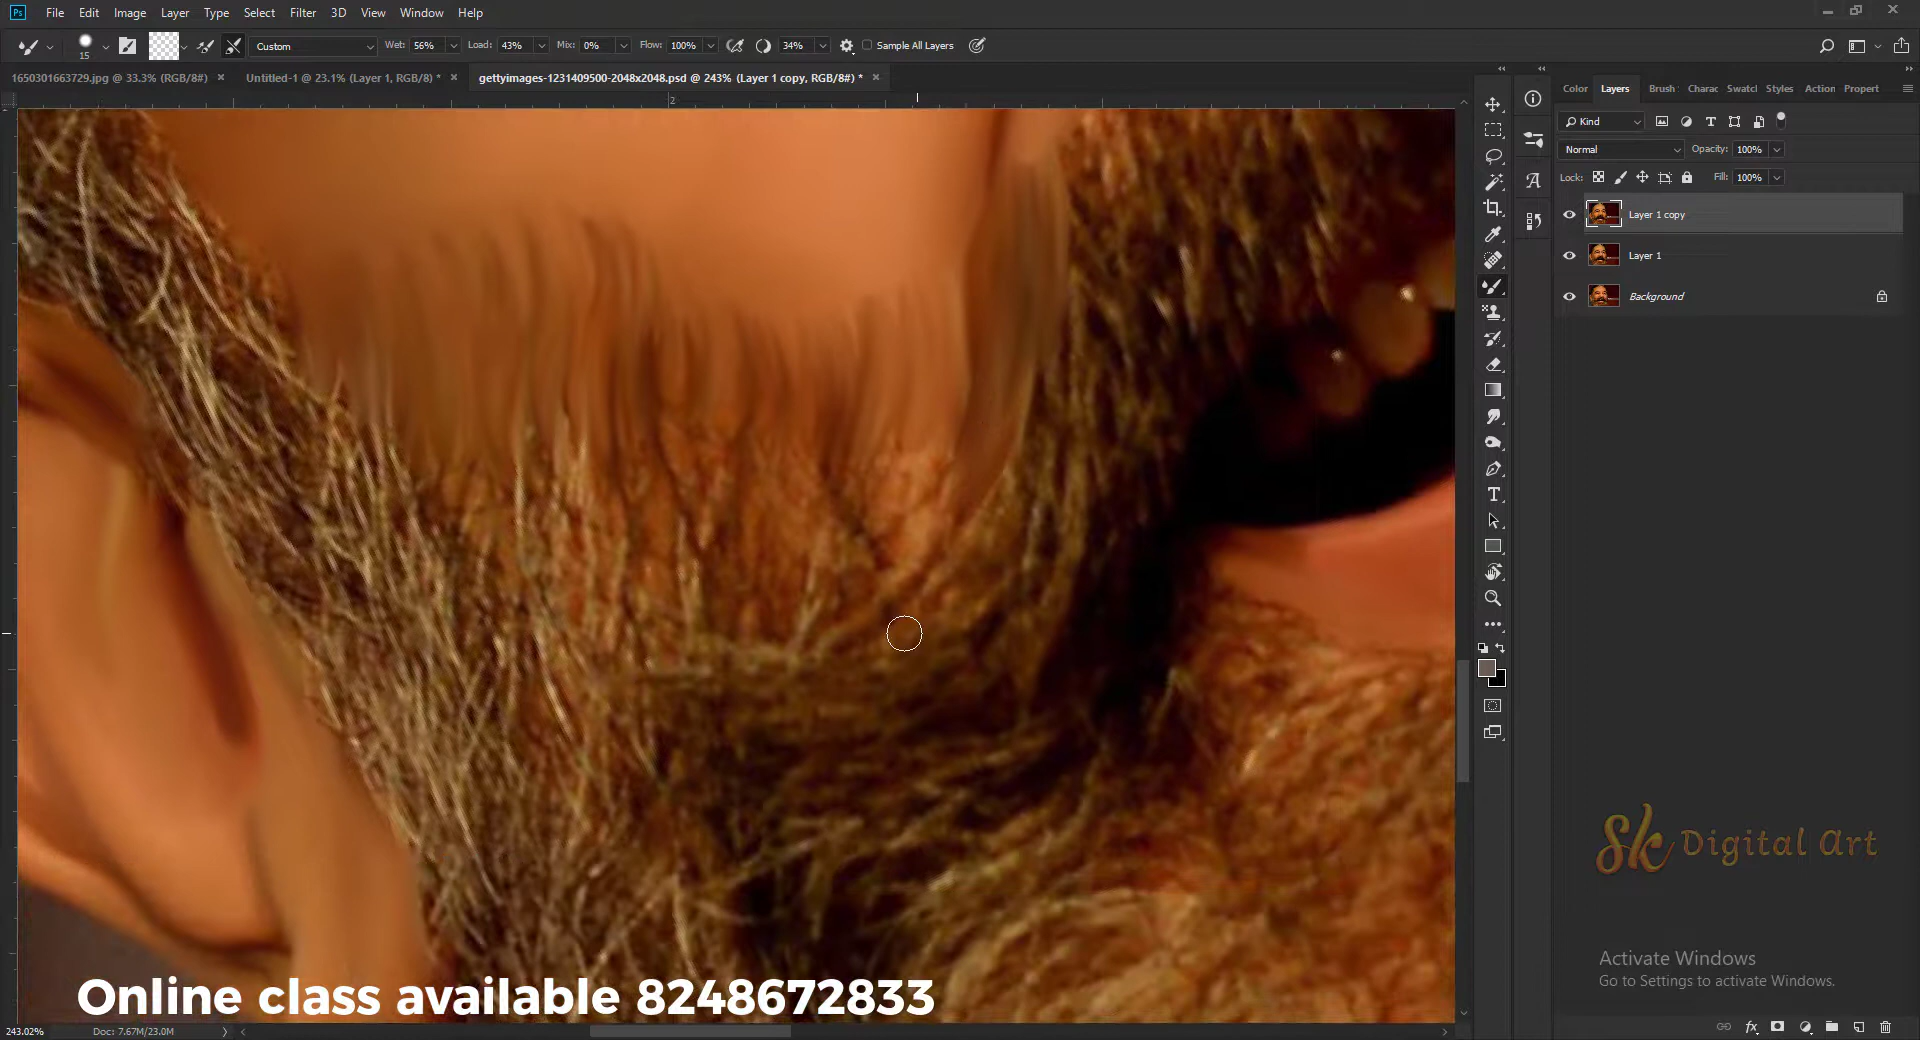 Ps File Edit Image Layer Type Select Filter 3D View Window Help
15 Custom Wet: 56% Load: 43% Mix: 0% Flow: 100% 34% Sample All Layers
1650301663729.jpg @ 33.3% (RGB/8#) × Untitled-1 @ 23.1% (Layer 1, RGB/8) * × gettyimages-1231409500-2048x2048.psd @ 243% (Layer 1 copy, RGB/8#) * ×
2
Color Layers Brush Charac Swatcl Styles Action Propert
Kind
Normal Opacity: 100%
Lock: Fill: 100%
Layer 1 copy
Layer 1
Background
Sk Digital Art
Activate Windows
Go to Settings to activate Windows.
Online class available 8248672833
243.02% Doc: 7.67M/23.0M